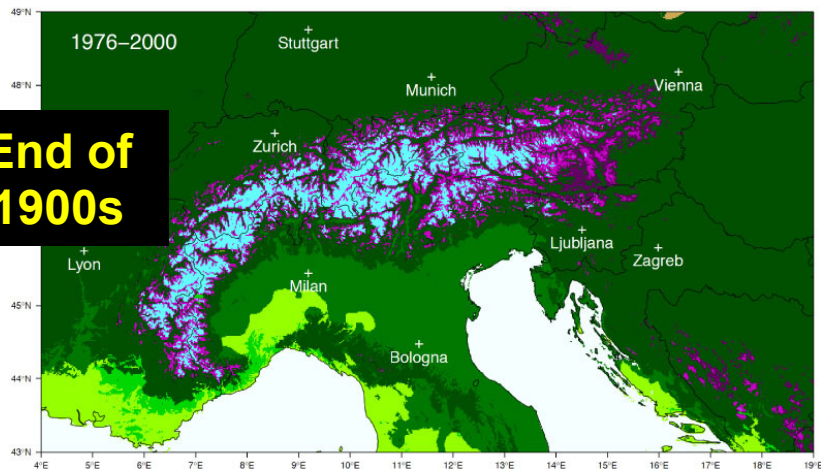 49°N
1976–2000
Stuttgart
48°N
Munich
Vienna
End of
1900s
Zurich
Ljubljana
Lyon
Zagreb
45°N
Milan
Bologna
44°N
43°N
4°E 5°E 6°E 7°E 8°E 9°E 10°E 11°E 12°E 13°E 14°E 15°E 16°E 17°E 18°E